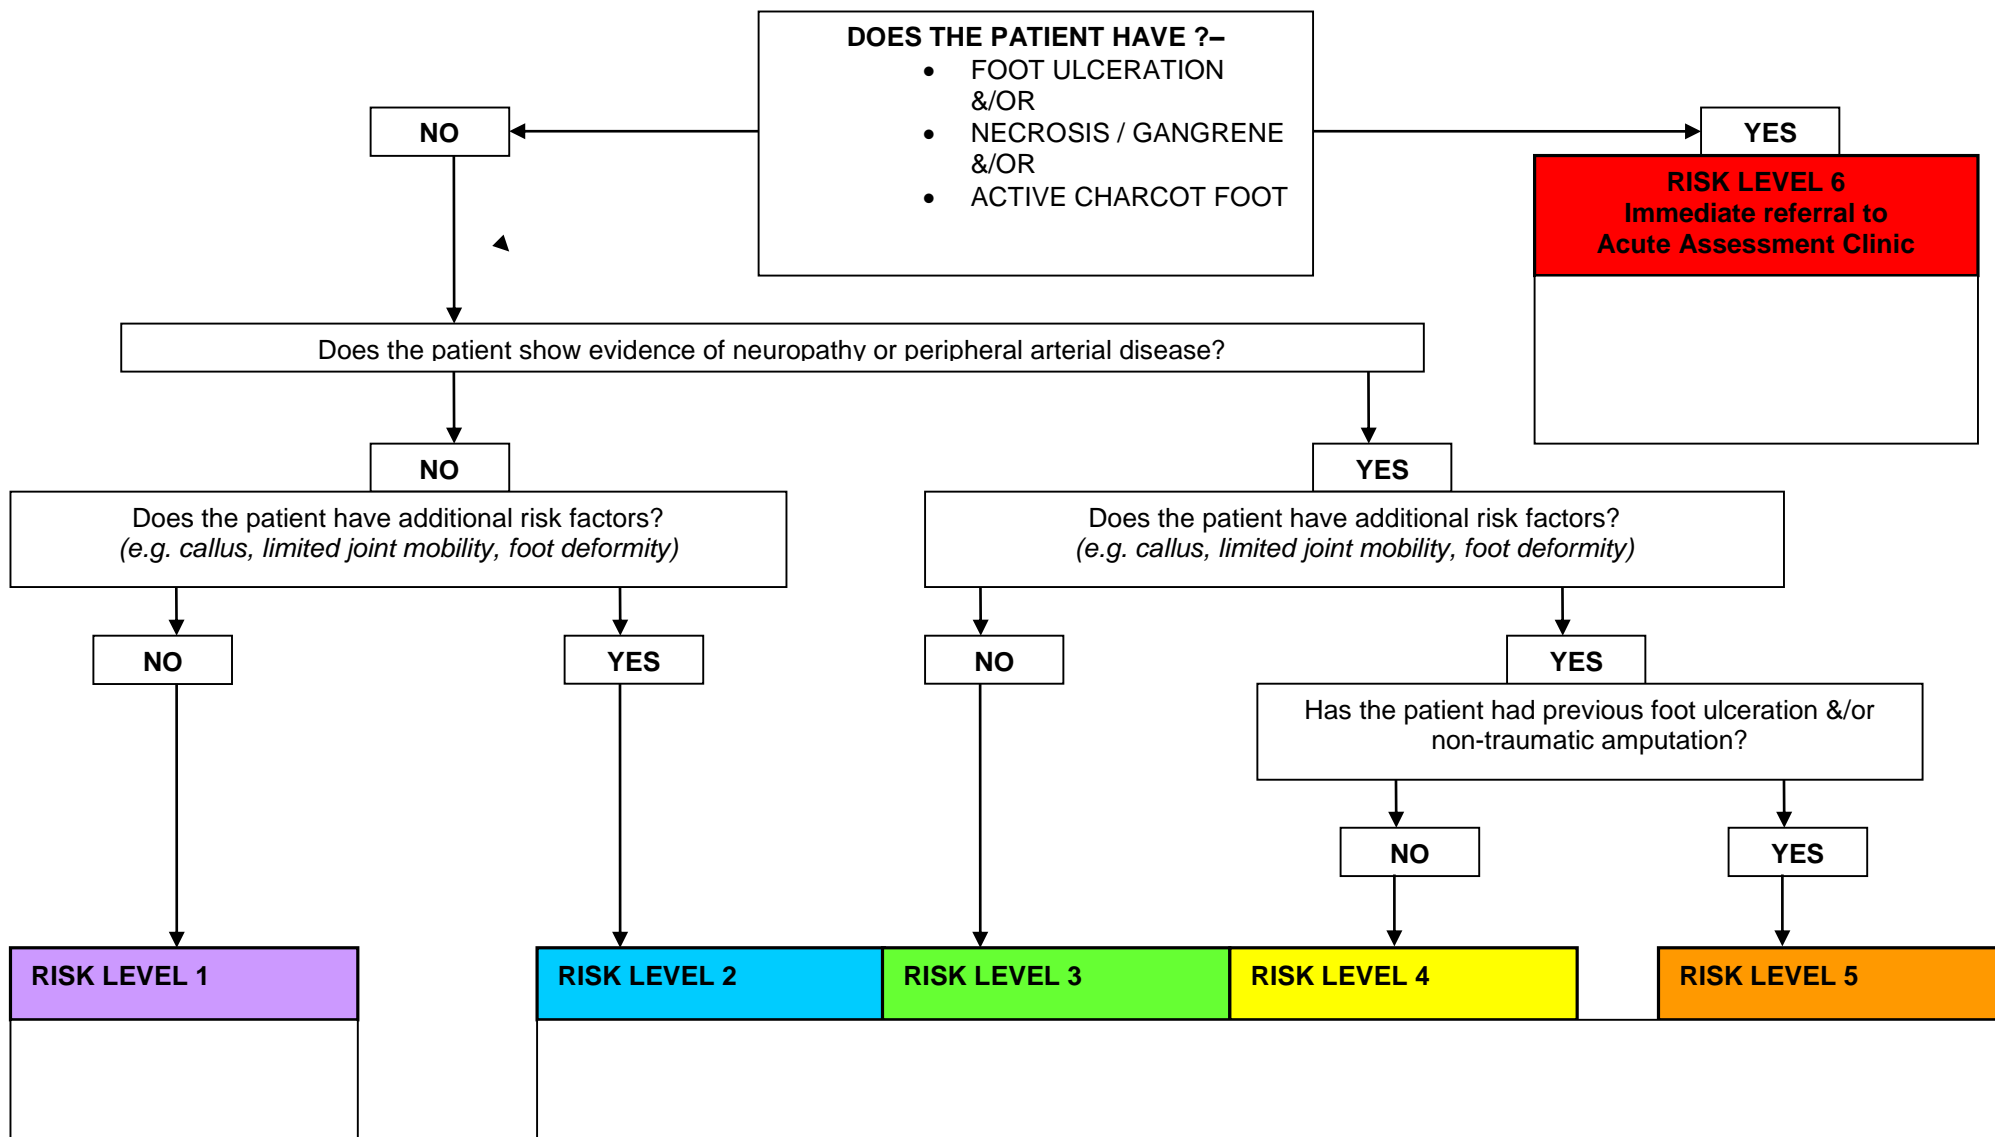 DOES THE PATIENT HAVE ?–
• FOOT ULCERATION
&/OR
• NECROSIS / GANGRENE
&/OR
• ACTIVE CHARCOT FOOT
NO
YES
RISK LEVEL 6
Immediate referral to
Acute Assessment Clinic
Does the patient show evidence of neuropathy or peripheral arterial disease?
NO
YES
Does the patient have additional risk factors?
(e.g. callus, limited joint mobility, foot deformity)
Does the patient have additional risk factors?
(e.g. callus, limited joint mobility, foot deformity)
NO
YES
NO
YES
Has the patient had previous foot ulceration &/or
non-traumatic amputation?
NO
YES
RISK LEVEL 1
RISK LEVEL 2
RISK LEVEL 3
RISK LEVEL 4
RISK LEVEL 5